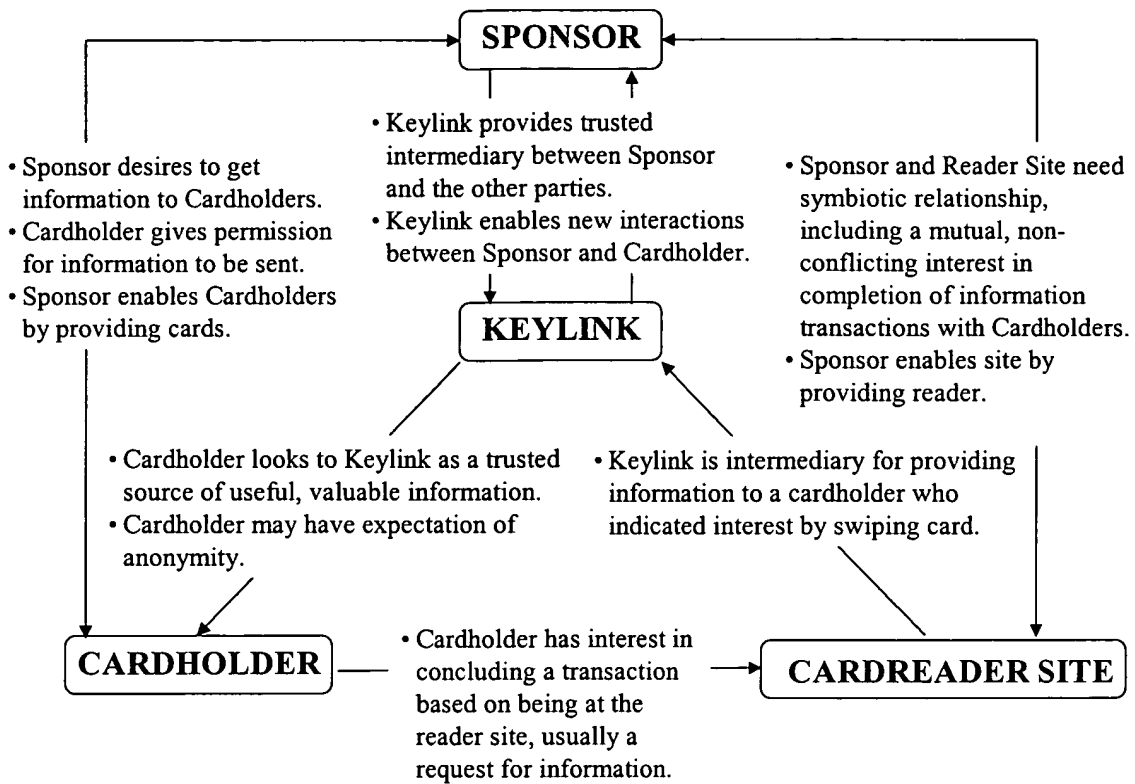 SPONSOR
• Keylink provides trusted
intermediary between Sponsor
and the other parties.
• Keylink enables new interactions
between Sponsor and Cardholder.
• Sponsor desires to get
information to Cardholders.
• Cardholder gives permission
for information to be sent.
• Sponsor enables Cardholders
by providing cards.
• Sponsor and Reader Site need
symbiotic relationship,
including a mutual, non-
conflicting interest in
completion of information
transactions with Cardholders.
• Sponsor enables site by
providing reader.
KEYLINK
• Cardholder looks to Keylink as a trusted
source of useful, valuable information.
• Cardholder may have expectation of
anonymity.
• Keylink is intermediary for providing
information to a cardholder who
indicated interest by swiping card.
CARDHOLDER
• Cardholder has interest in
concluding a transaction
based on being at the
reader site, usually a
request for information.
CARDREADER SITE